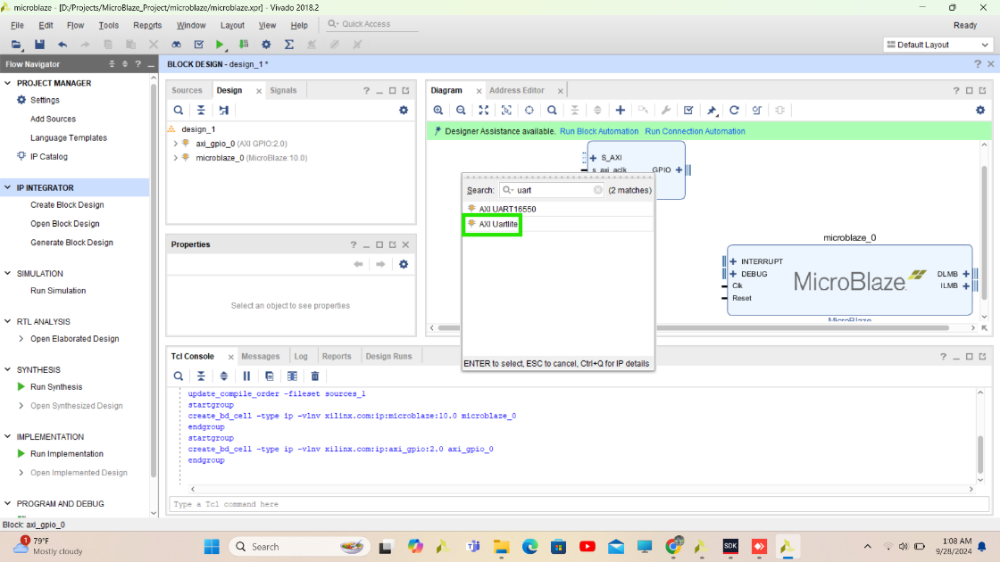 microblaze - [D:/Projects/MicroBlaze_Project/microblaze/microblaze.xpr] - Vivado 2018.2
File Edit Flow Tools Reports Window Layout View Help Quick Access
Ready
Default Layout
Flow Navigator
PROJECT MANAGER
Settings
Add Sources
Language Templates
IP Catalog
IP INTEGRATOR
Create Block Design
Open Block Design
Generate Block Design
SIMULATION
Run Simulation
RTL ANALYSIS
Open Elaborated Design
SYNTHESIS
Run Synthesis
Open Synthesized Design
IMPLEMENTATION
Run Implementation
Open Implemented Design
PROGRAM AND DEBUG
BLOCK DESIGN - design_1 *
Sources Design Signals
design_1
axi_gpio_0 (AXI GPIO:2.0)
microblaze_0 (MicroBlaze:10.0)
Properties
Select an object to see properties
Diagram Address Editor
Designer Assistance available. Run Block Automation Run Connection Automation
S_AXI
s_axi_aclk
GPIO
Search: uart (2 matches)
AXI UART16550
AXI Uartlite
ENTER to select, ESC to cancel, Ctrl+Q for IP details
microblaze_0
INTERRUPT
DEBUG
Clk
Reset
MicroBlaze
DLMB
ILMB
MicroBlaze
Tcl Console Messages Log Reports Design Runs
update_compile_order -fileset sources_1
startgroup
create_bd_cell -type ip -vlnv xilinx.com:ip:microblaze:10.0 microblaze_0
endgroup
startgroup
create_bd_cell -type ip -vlnv xilinx.com:ip:axi_gpio:2.0 axi_gpio_0
endgroup
Type a Tcl command here
Block: axi_gpio_0
1
79°F
Mostly cloudy
Search
SDK
1:08 AM
9/28/2024